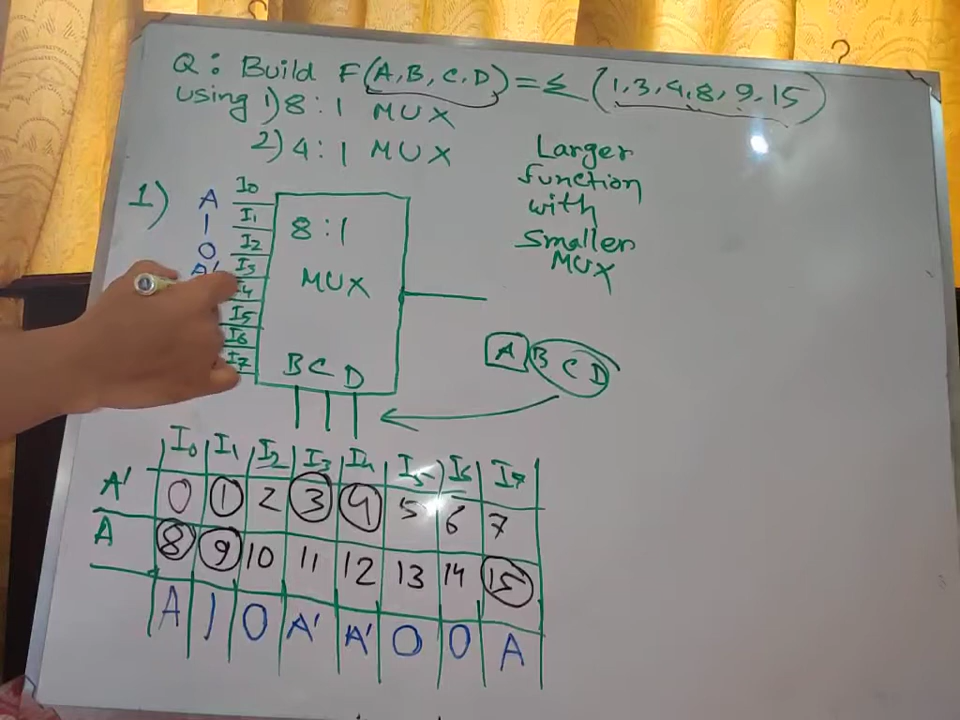 Q: Build F(A,B,C,D) = Σ (1,3,4,8,9,15)
using 1) 8:1 MUX
2) 4:1 MUX
Larger
function
with
smaller
MUX
1)
A I0
1 I1
0 I2
A' I3
I4
I5
I6
I7
8:1
MUX
B C D
A B C D
I0 I1 I2 I3 I4 I5 I6 I7
A' 0 1 2 3 4 5 6 7
A 8 9 10 11 12 13 14 15
A 1 0 A' A' 0 0 A